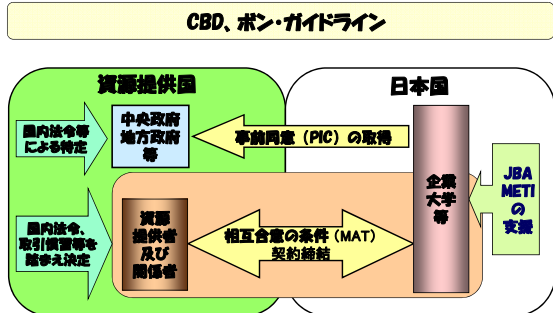 CBD、ボン・ガイドライン
資源提供国
日本国
国内法令等
による特定
中央政府
地方政府
等
事前同意（PIC）の取得
企業
大学
等
JBA
METI
の
支援
国内法令、
取引慣習等を
踏まえ決定
資源
提供者
及び
関係者
相互合意の条件（MAT）
契約締結